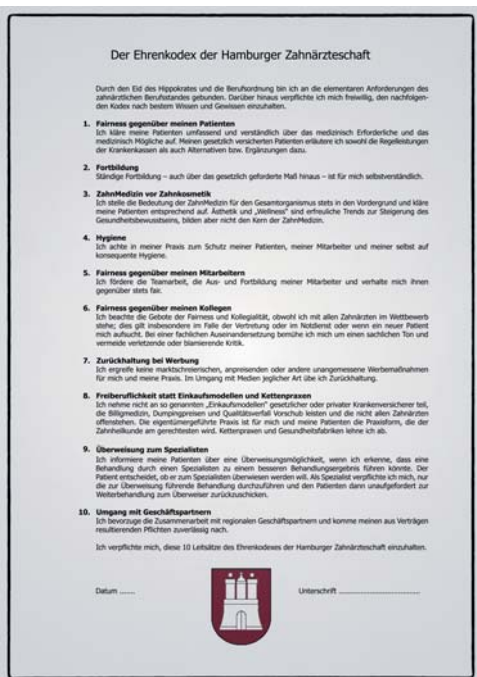 Der Ehrenkodex der Hamburger Zahnärzteschaft
Durch den Eid des Hippokrates und die Berufsordnung bin ich an die elementaren Anforderungen des
zahnärztlichen Berufsstandes gebunden. Darüber hinaus verpflichte ich mich freiwillig, den nachfolgen-
den Kodex nach bestem Wissen und Gewissen einzuhalten.
1. Fairness gegenüber meinen Patienten
Ich kläre meine Patienten umfassend und verständlich über das medizinisch Erforderliche und das
medizinisch Mögliche auf. Meinen gesetzlich versicherten Patienten erläutere ich sowohl die Regelleistungen
der Krankenkassen als auch Alternativen bzw. Ergänzungen dazu.
2. Fortbildung
Ständige Fortbildung – auch über das gesetzlich geforderte Maß hinaus – ist für mich selbstverständlich.
3. ZahnMedizin vor Zahnkosmetik
Ich stelle die Bedeutung der ZahnMedizin für den Gesamtorganismus stets in den Vordergrund und kläre
meine Patienten entsprechend auf. Ästhetik und „Wellness" sind erfreuliche Trends zur Steigerung des
Gesundheitsbewusstseins, bilden aber nicht den Kern der ZahnMedizin.
4. Hygiene
Ich achte in meiner Praxis zum Schutz meiner Patienten, meiner Mitarbeiter und meiner selbst auf
konsequente Hygiene.
5. Fairness gegenüber meinen Mitarbeitern
Ich fördere die Teamarbeit, die Aus- und Fortbildung meiner Mitarbeiter und verhalte mich ihnen
gegenüber stets fair.
6. Fairness gegenüber meinen Kollegen
Ich beachte die Gebote der Fairness und Kollegialität, obwohl ich mit allen Zahnärzten im Wettbewerb
stehe; dies gilt insbesondere im Falle der Vertretung oder im Notdienst oder wenn ein neuer Patient
mich aufsucht. Bei einer fachlichen Auseinandersetzung bemühe ich mich um einen sachlichen Ton und
vermeide verletzende oder blamierende Kritik.
7. Zurückhaltung bei Werbung
Ich ergreife keine marktschreierischen, anpreisenden oder andere unangemessene Werbemaßnahmen
für mich und meine Praxis. Im Umgang mit Medien jeglicher Art übe ich Zurückhaltung.
8. Freiberuflichkeit statt Einkaufsmodellen und Kettenpraxen
Ich nehme nicht an so genannten „Einkaufsmodellen" gesetzlicher oder privater Krankenversicherer teil,
die Billigmedizin, Dumpingpreisen und Qualitätsverfall Vorschub leisten und die nicht allen Zahnärzten
offenstehen. Die eigentümergeführte Praxis ist für mich und meine Patienten die Praxisform, die der
Zahnheilkunde am gerechtesten wird. Kettenpraxen und Gesundheitsfabriken lehne ich ab.
9. Überweisung zum Spezialisten
Ich informiere meine Patienten über eine Überweisungsmöglichkeit, wenn ich erkenne, dass eine
Behandlung durch einen Spezialisten zu einem besseren Behandlungsergebnis führen könnte. Der
Patient entscheidet, ob er zum Spezialisten überwiesen werden will. Als Spezialist verpflichte ich mich, nur
die zur Überweisung führende Behandlung durchzuführen und den Patienten dann unaufgefordert zur
Weiterbehandlung zum Überweiser zurückzuschicken.
10. Umgang mit Geschäftspartnern
Ich bevorzuge die Zusammenarbeit mit regionalen Geschäftspartnern und komme meinen aus Verträgen
resultierenden Pflichten zuverlässig nach.
Ich verpflichte mich, diese 10 Leitsätze des Ehrenkodexes der Hamburger Zahnärzteschaft einzuhalten.
Datum ...... Unterschrift ................................